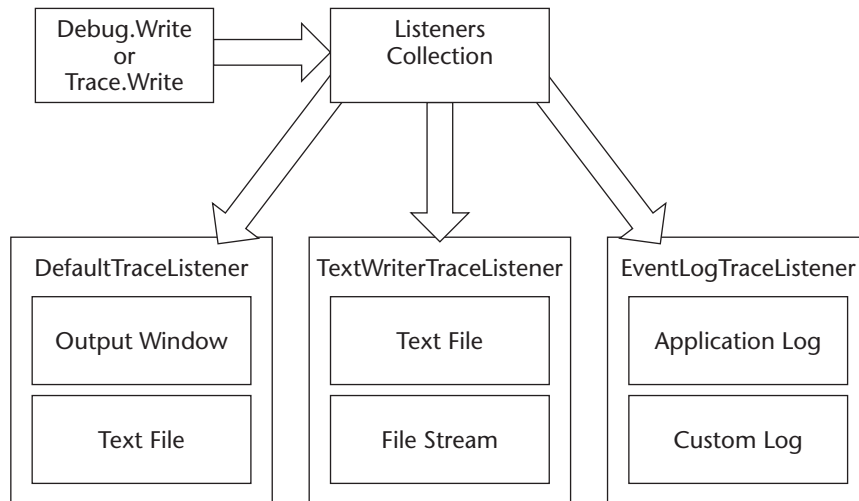 Debug.Write
or
Trace.Write
Listeners
Collection
DefaultTraceListener
Output Window
Text File
TextWriterTraceListener
Text File
File Stream
EventLogTraceListener
Application Log
Custom Log